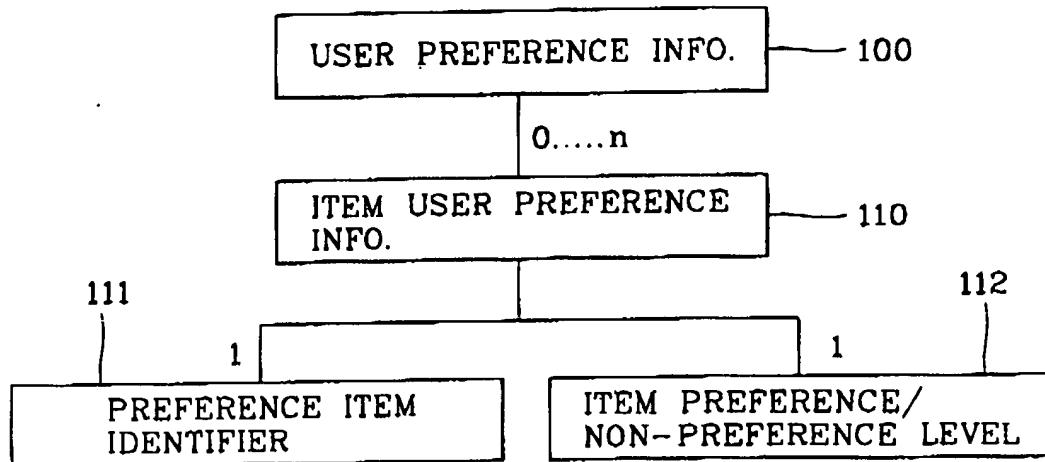 USER PREFERENCE INFO.
100
0.....n
ITEM USER PREFERENCE
INFO.
110
111
112
1
1
PREFERENCE ITEM
IDENTIFIER
ITEM PREFERENCE/
NON-PREFERENCE LEVEL